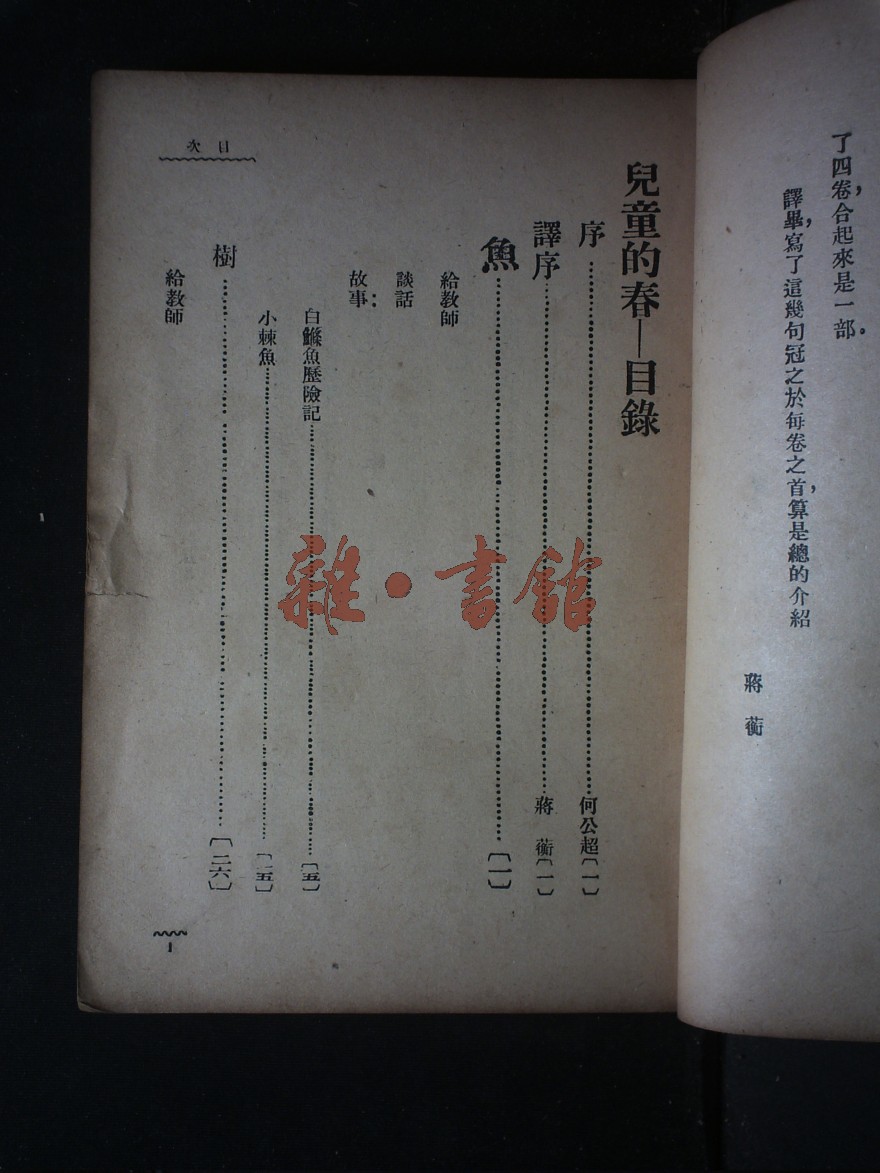 了四卷,合起來是一部。
譯畢,寫了這幾句冠之於每卷之首,算是總的介紹
蔣 蘅
兒童的春—目錄
序………何公超〔一〕
譯序………蔣 蘅〔一〕
魚………〔一〕
給教師
談話
故事:
白鰷魚歷險記………〔五〕
小棘魚………〔一五〕
樹………〔二六〕
給教師
目次
1
雜·書館